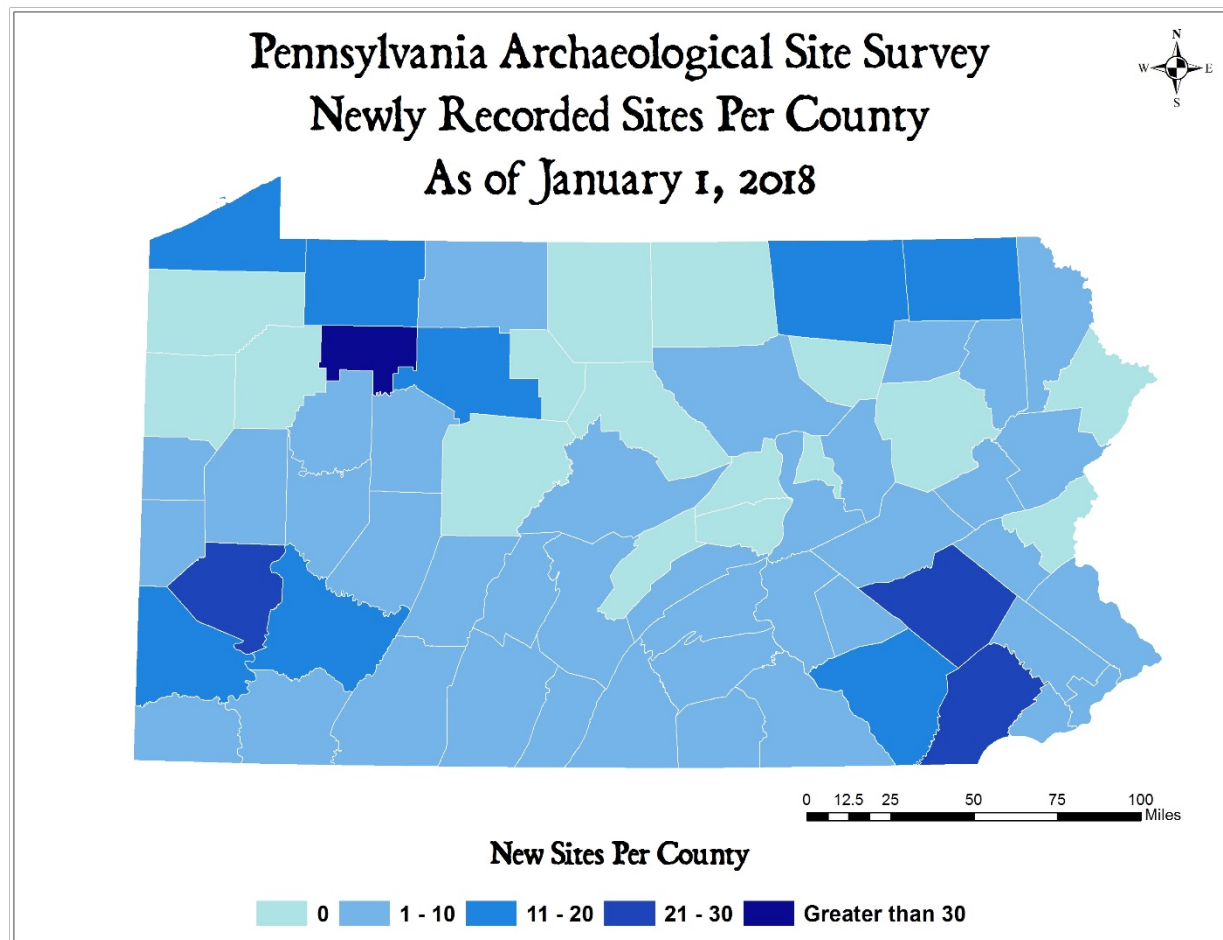 Pennsylvania Archaeological Site Survey
Newly Recorded Sites Per County
As of January 1, 2018
N
W E
S
0 12.5 25 50 75 100
Miles
New Sites Per County
0 1 - 10 11 - 20 21 - 30 Greater than 30